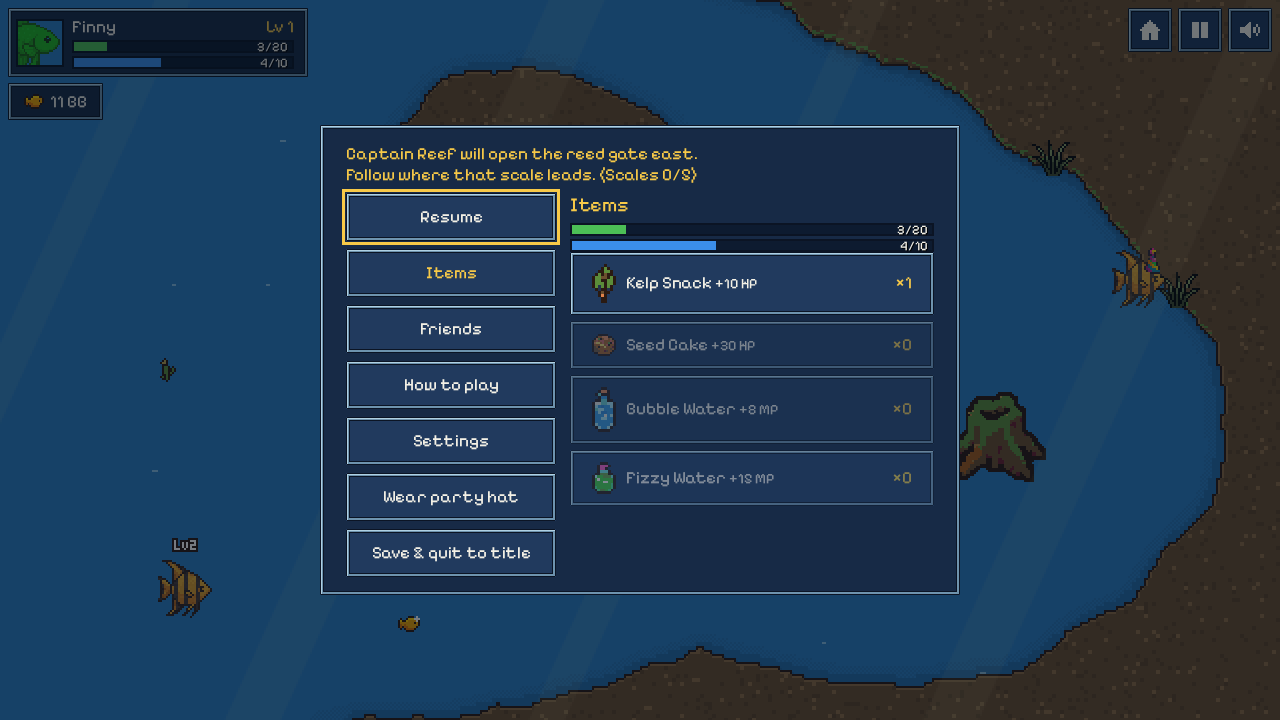 Finny Lv 1
3/20
4/10
1188
Captain Reef will open the reed gate east.
Follow where that scale leads. (Scales 0/5)
Resume
Items
Friends
How to play
Settings
Wear party hat
Save & quit to title
Items
3/20
4/10
Kelp Snack +10 HP ×1
Seed Cake +30 HP ×0
Bubble Water +8 MP ×0
Fizzy Water +15 MP ×0
Lv2